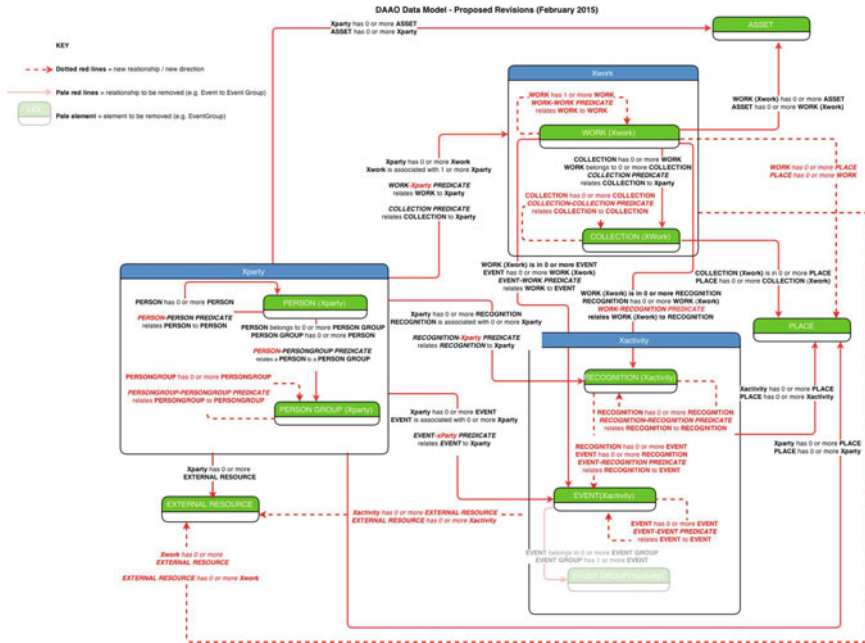 DAAO Data Model - Proposed Revisions (February 2015)
KEY
Dotted red lines = new relationship / new direction
Pale red lines = relationship to be removed (e.g. Event to Event Group)
Pale element = element to be removed (e.g. EventGroup)
Xparty has 0 or more ASSET
ASSET has 0 or more Xparty
ASSET
Xwork
WORK has 1 or more WORK,
WORK-WORK PREDICATE
relates WORK to WORK
WORK (Xwork)
WORK (Xwork) has 0 or more ASSET
ASSET has 0 or more WORK (Xwork)
Xparty has 0 or more Xwork
Xwork is associated with 1 or more Xparty
WORK-Xparty PREDICATE
relates WORK to Xparty
COLLECTION PREDICATE
relates COLLECTION to Xparty
COLLECTION has 0 or more WORK
WORK belongs to 0 or more COLLECTION
COLLECTION PREDICATE
relates COLLECTION to Xparty
WORK has 0 or more PLACE
PLACE has 0 or more WORK
COLLECTION has 0 or more COLLECTION
COLLECTION-COLLECTION PREDICATE
relates COLLECTION to COLLECTION
COLLECTION (XWork)
WORK (Xwork) is in 0 or more EVENT
EVENT has 0 or more WORK (Xwork)
EVENT-WORK PREDICATE
relates WORK to EVENT
COLLECTION (Xwork) is in 0 or more PLACE
PLACE has 0 or more COLLECTION (Xwork)
WORK (Xwork) is in 0 or more RECOGNITION
RECOGNITION has 0 or more WORK (Xwork)
WORK-RECOGNITION PREDICATE
relates WORK (Xwork) to RECOGNITION
Xparty
PERSON has 0 or more PERSON
PERSON (Xparty)
PERSON-PERSON PREDICATE
relates PERSON to PERSON
PERSON belongs to 0 or more PERSON GROUP
PERSON GROUP has 0 or more PERSON
PERSON-PERSONGROUP PREDICATE
relates a PERSON to a PERSON GROUP
PERSONGROUP has 0 or more PERSONGROUP
PERSONGROUP-PERSONGROUP PREDICATE
relates PERSONGROUP to PERSONGROUP
PERSON GROUP (Xparty)
Xparty has 0 or more RECOGNITION
RECOGNITION is associated with 0 or more Xparty
RECOGNITION-Xparty PREDICATE
relates RECOGNITION to Xparty
PLACE
Xactivity
RECOGNITION (Xactivity)
Xactivity has 0 or more PLACE
PLACE has 0 or more Xactivity
Xparty has 0 or more EVENT
EVENT is associated with 0 or more Xparty
EVENT-xParty PREDICATE
relates EVENT to Xparty
RECOGNITION has 0 or more RECOGNITION
RECOGNITION-RECOGNITION PREDICATE
relates RECOGNITION to RECOGNITION
RECOGNITION has 0 or more EVENT
EVENT has 0 or more RECOGNITION
EVENT-RECOGNITION PREDICATE
relates RECOGNITION to EVENT
Xparty has 0 or more PLACE
PLACE has 0 or more Xparty
Xparty has 0 or more
EXTERNAL RESOURCE
EXTERNAL RESOURCE
EVENT(Xactivity)
Xactivity has 0 or more EXTERNAL RESOURCE
EXTERNAL RESOURCE has 0 or more Xactivity
EVENT has 0 or more EVENT
EVENT-EVENT PREDICATE
relates EVENT to EVENT
EVENT belongs to 0 or more EVENT GROUP
EVENT GROUP has 1 or more EVENT
EVENT GROUP(Xactivity)
Xwork has 0 or more
EXTERNAL RESOURCE
EXTERNAL RESOURCE has 0 or more Xwork